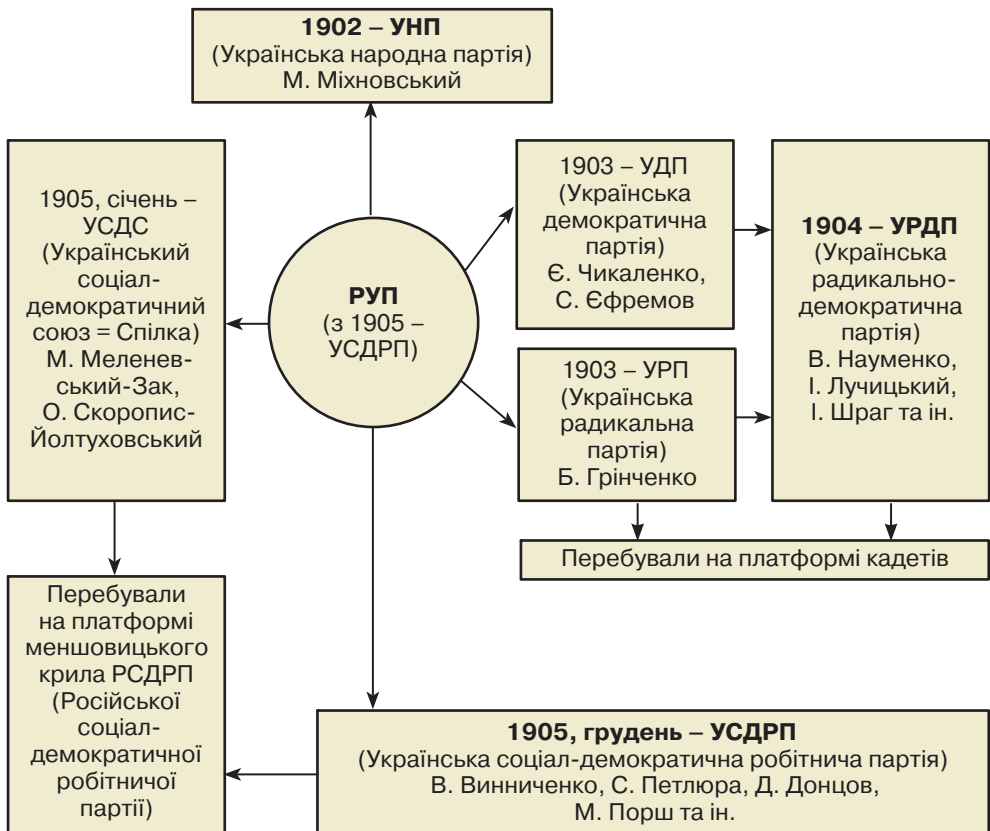 1902 – УНП
(Українська народна партія)
М. Міхновський
1905, січень –
УСДС
(Український
соціал-
демократичний
союз = Спілка)
М. Меленев-
ський-Зак,
О. Скоропис-
Йолтуховський
РУП
(з 1905 –
УСДРП)
1903 – УДП
(Українська
демократична
партія)
Є. Чикаленко,
С. Єфремов
1903 – УРП
(Українська
радикальна
партія)
Б. Грінченко
1904 – УРДП
(Українська
радикально-
демократична
партія)
В. Науменко,
І. Лучицький,
І. Шраг та ін.
Перебували на платформі кадетів
Перебували
на платформі
меншовицького
крила РСДРП
(Російської
соціал-
демократичної
робітничої
партії)
1905, грудень – УСДРП
(Українська соціал-демократична робітнича партія)
В. Винниченко, С. Петлюра, Д. Донцов,
М. Порш та ін.